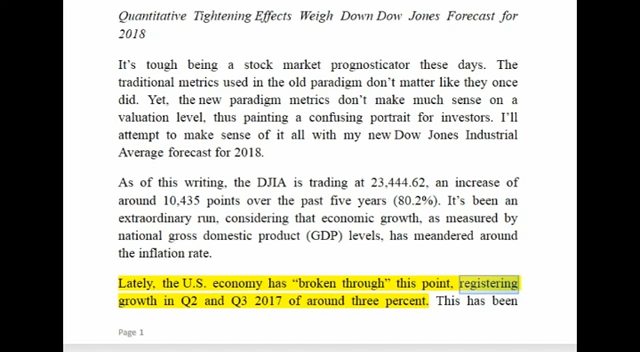 Quantitative Tightening Effects Weigh Down Dow Jones Forecast for
2018
It’s tough being a stock market prognosticator these days. The
traditional metrics used in the old paradigm don’t matter like they once
did. Yet, the new paradigm metrics don’t make much sense on a
valuation level, thus painting a confusing portrait for investors. I’ll
attempt to make sense of it all with my new Dow Jones Industrial
Average forecast for 2018.
As of this writing, the DJIA is trading at 23,444.62, an increase of
around 10,435 points over the past five years (80.2%). It’s been an
extraordinary run, considering that economic growth, as measured by
national gross domestic product (GDP) levels, has meandered around
the inflation rate.
Lately, the U.S. economy has “broken through” this point, registering
growth in Q2 and Q3 2017 of around three percent. This has been
Page 1